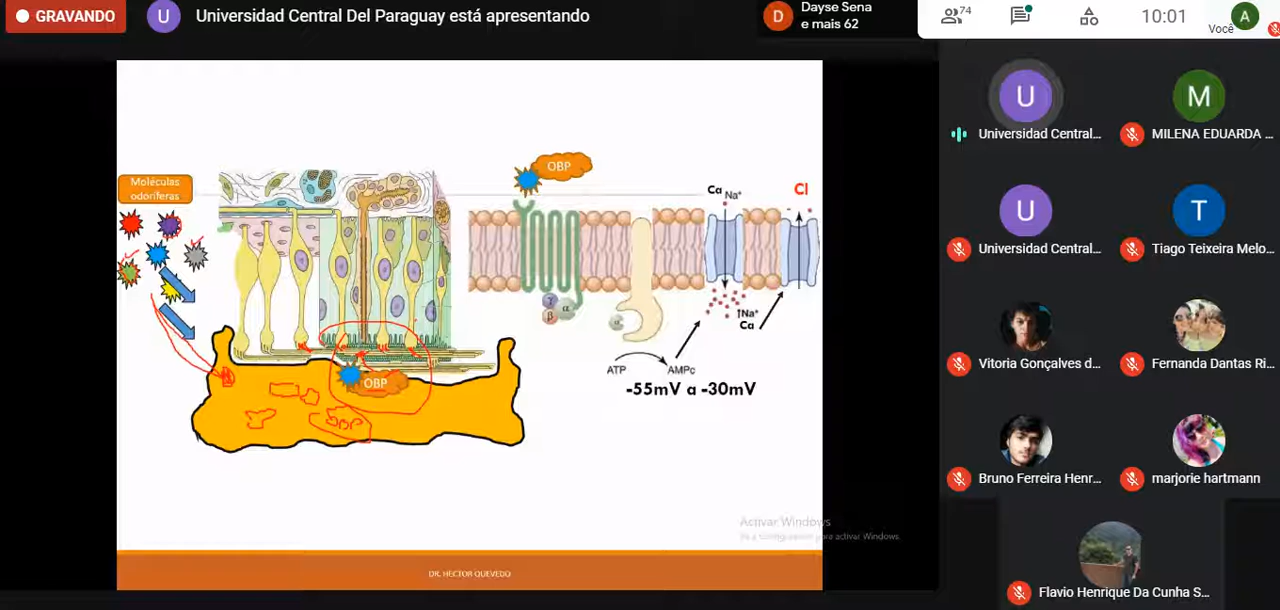 GRAVANDO
U
Universidad Central Del Paraguay está apresentando
D
Dayse Sena
e mais 62
74
10:01
Você
A
Moléculas
odoríferas
OBP
Ca
Na⁺
Cl
-
γ
β
α
α
↑Na⁺
Ca
ATP
AMPc
-55mV a -30mV
OBP
OBP
Activar Windows
DR. HECTOR QUEVEDO
U
Universidad Central...
M
MILENA EDUARDA ...
U
Universidad Central...
T
Tiago Teixeira Melo...
Vitoria Gonçalves d...
Fernanda Dantas Ri...
Bruno Ferreira Henr...
marjorie hartmann
Flavio Henrique Da Cunha S...